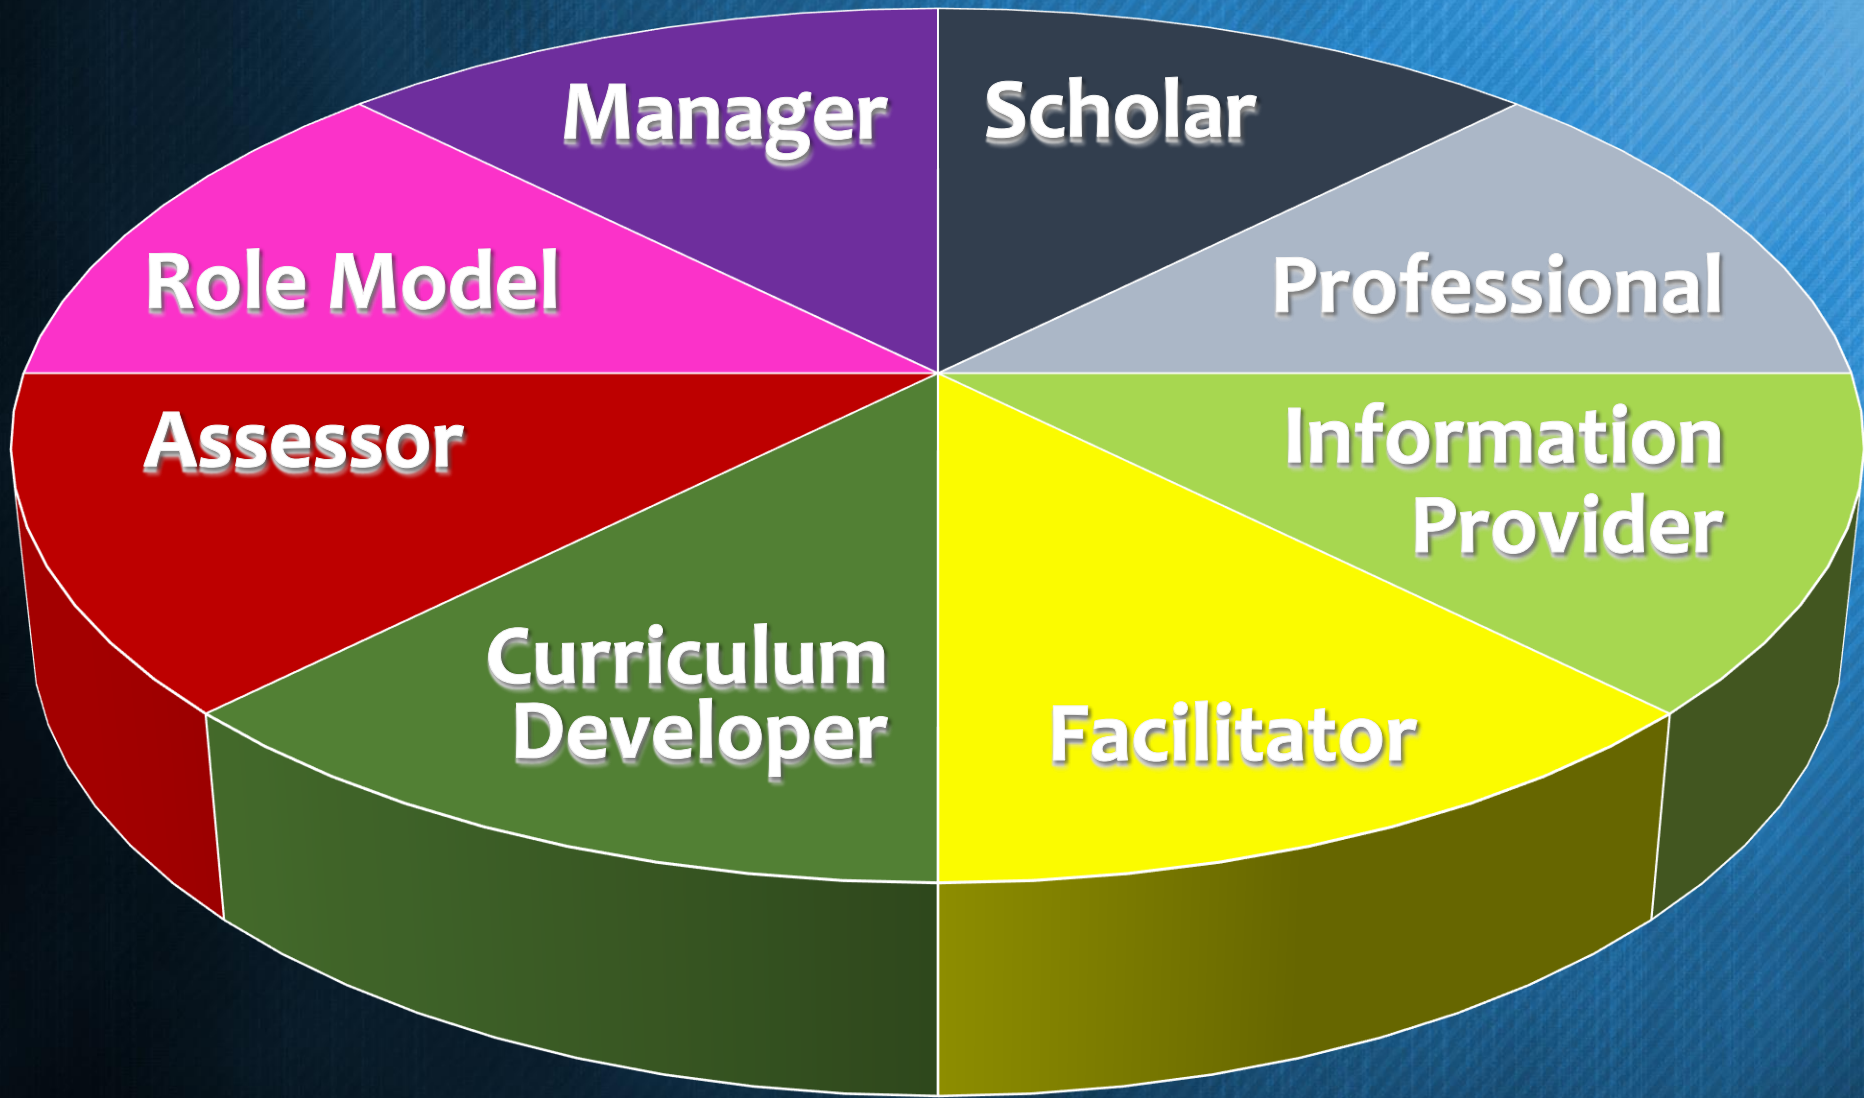 Manager
Scholar
Role Model
Professional
Assessor
Information
Provider
Curriculum
Developer
Facilitator